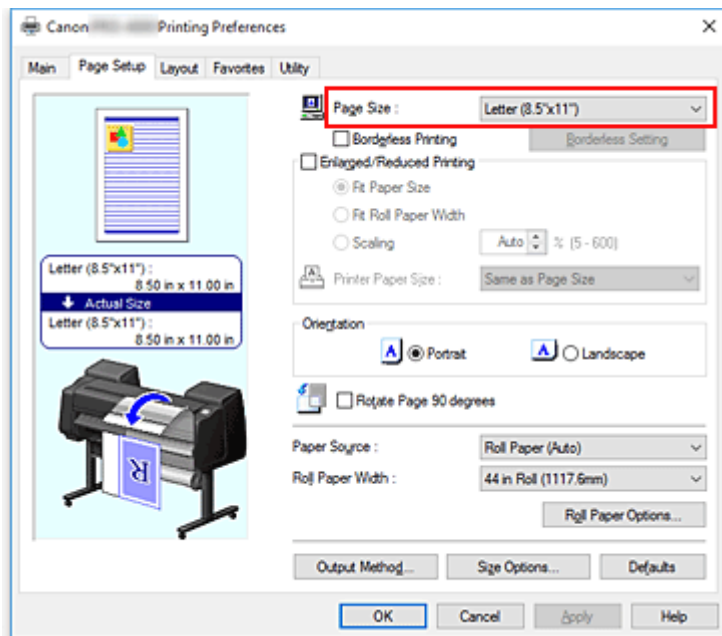 Canon Printing Preferences
Main Page Setup Layout Favorites Utility
Page Size : Letter (8.5"x11")
Borderless Printing Borderless Setting
Enlarged/Reduced Printing
Fit Paper Size
Fit Roll Paper Width
Scaling Auto % (5 - 600)
Printer Paper Size : Same as Page Size
Letter (8.5"x11") :
8.50 in x 11.00 in
Actual Size
Letter (8.5"x11") :
8.50 in x 11.00 in
Orientation
A Portrait A Landscape
Rotate Page 90 degrees
Paper Source : Roll Paper (Auto)
Roll Paper Width : 44 in Roll (1117.6mm)
Roll Paper Options...
Output Method... Size Options... Defaults
OK Cancel Apply Help